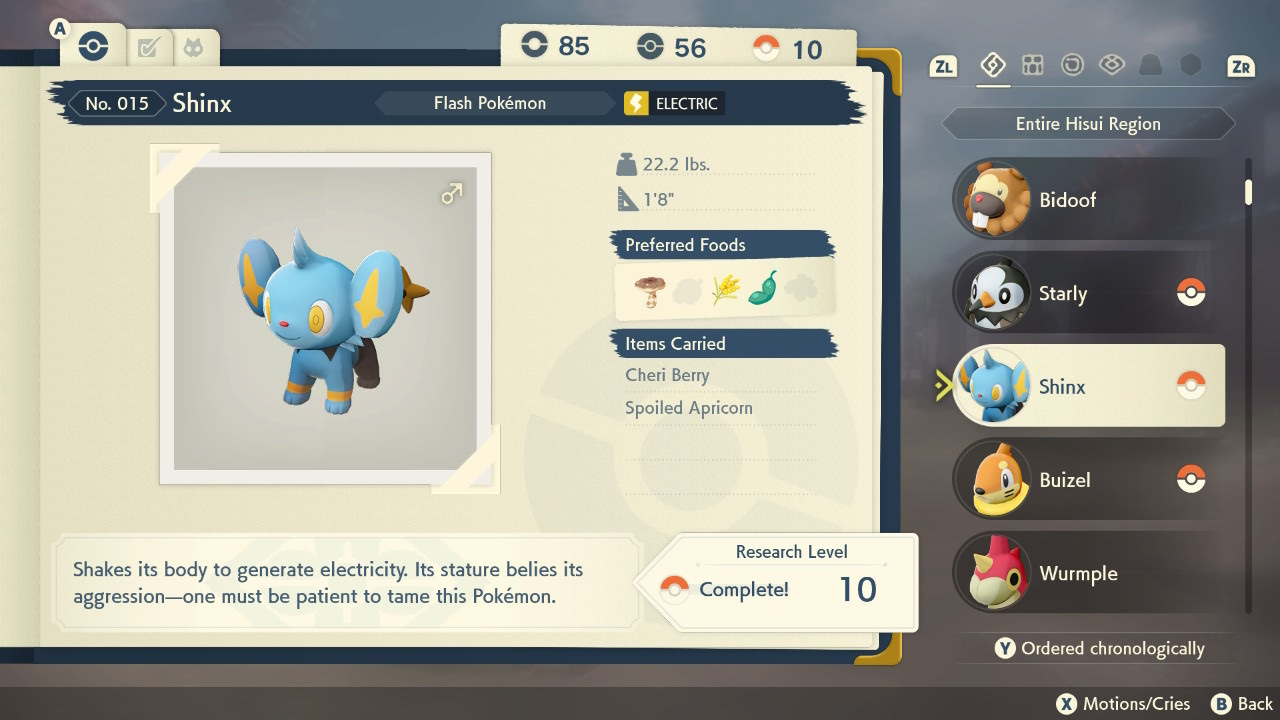 A
85
56
10
No. 015
Shinx
Flash Pokémon
ELECTRIC
22.2 lbs.
1'8"
Preferred Foods
Items Carried
Cheri Berry
Spoiled Apricorn
Shakes its body to generate electricity. Its stature belies its
aggression—one must be patient to tame this Pokémon.
Research Level
Complete! 10
ZL
ZR
Entire Hisui Region
Bidoof
Starly
Shinx
Buizel
Wurmple
Y Ordered chronologically
X Motions/Cries B Back